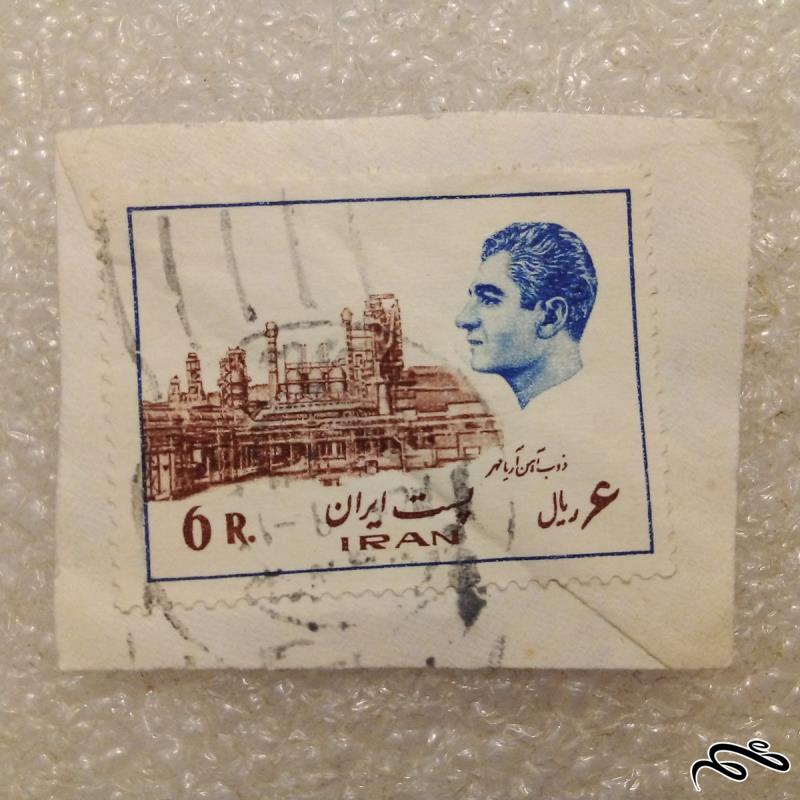 ذوب آهن آریامهر
6 R.
پست ایران
۶ ریال
IRAN